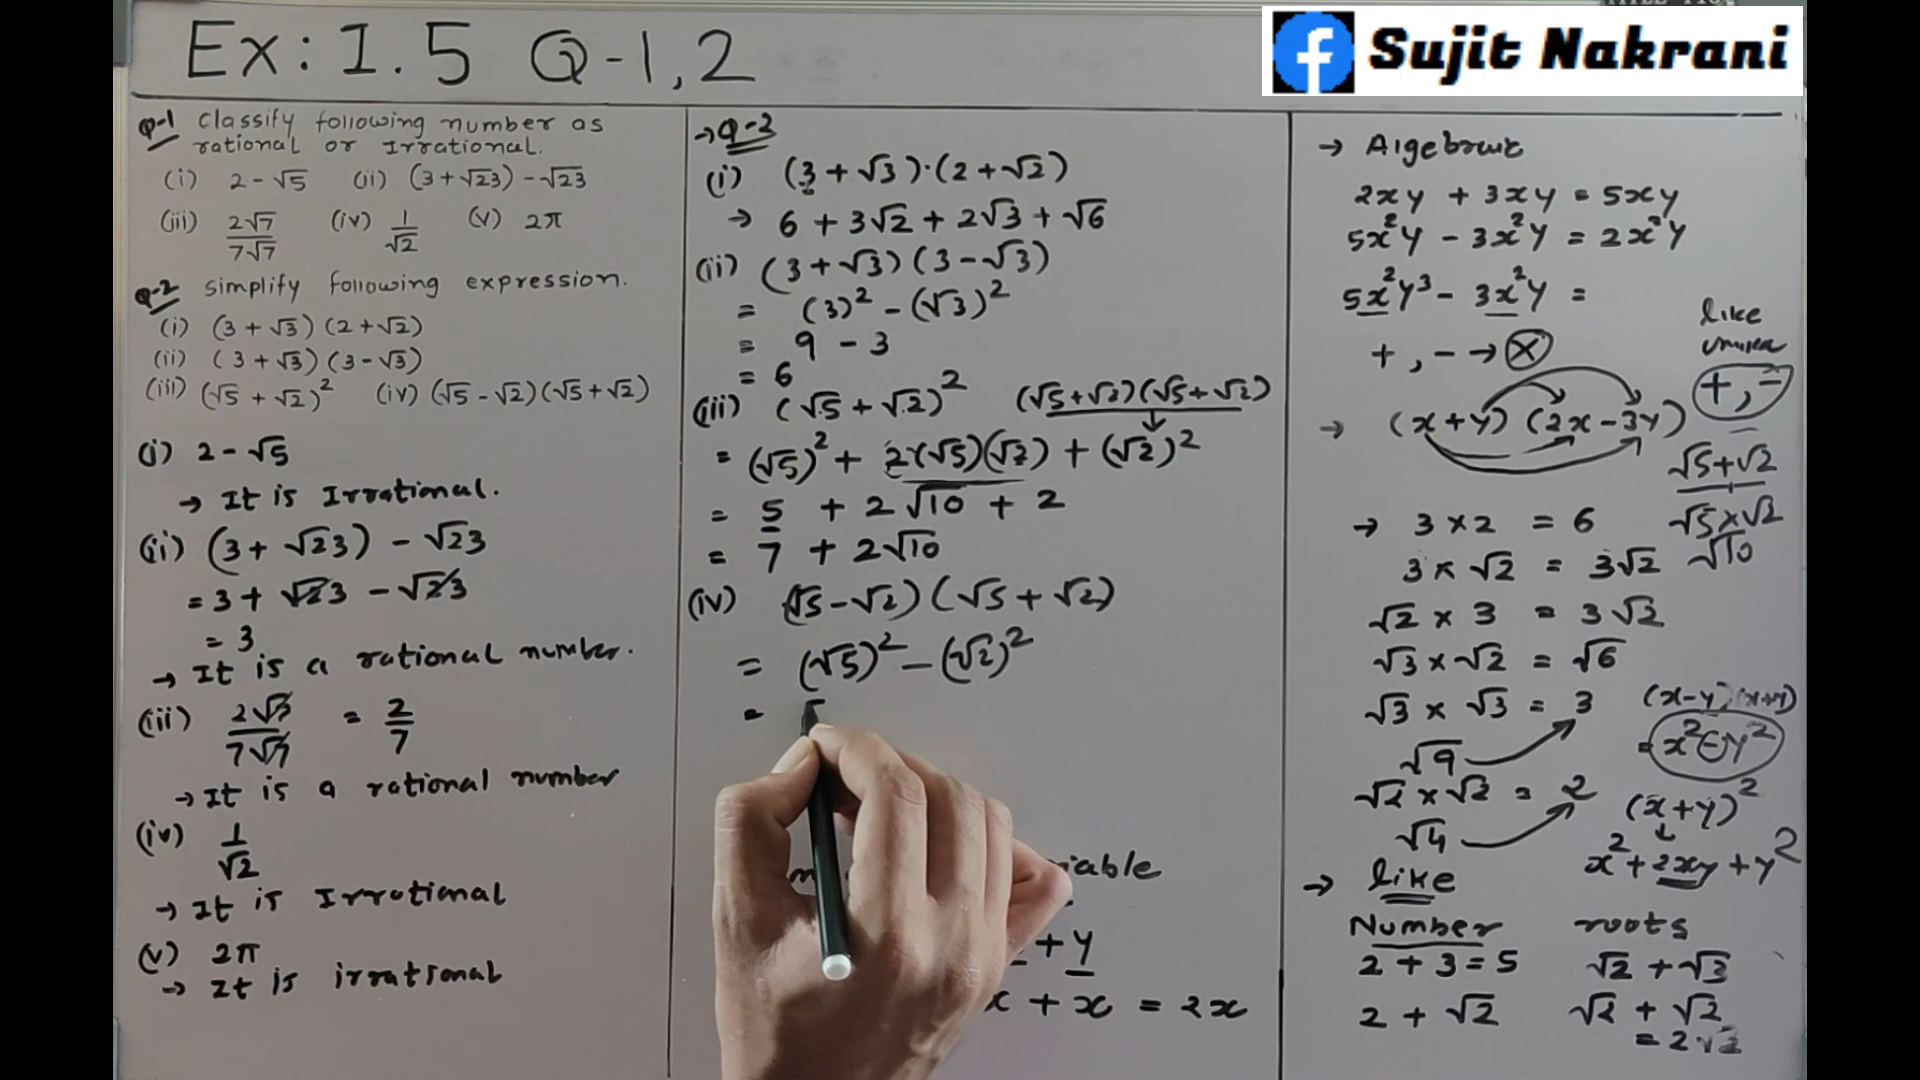 Ex: 1.5 Q-1,2
Sujit Nakrani
Q-1 classify following number as
rational or Irrational.
(i) 2-√5 (ii) (3+√23)-√23
(iii) 2√7/7√7 (iv) 1/√2 (v) 2π
Q-2 simplify following expression.
(i) (3+√3)(2+√2)
(ii) (3+√3)(3-√3)
(iii) (√5+√2)² (iv) (√5-√2)(√5+√2)
(i) 2-√5
→ It is Irrational.
(ii) (3+√23)-√23
= 3+√23-√23
= 3
→ It is a rational number.
(iii) 2√7/7√7 = 2/7
→ It is a rational number
(iv) 1/√2
→ It is Irrational
(v) 2π
→ It is irrational
→ Q-2
(i) (3+√3)·(2+√2)
→ 6+3√2+2√3+√6
(ii) (3+√3)(3-√3)
= (3)²-(√3)²
= 9-3
= 6
(iii) (√5+√2)² (√5+√2)(√5+√2)
= (√5)²+2(√5)(√2)+(√2)²
= 5+2√10+2
= 7+2√10
(iv) (√5-√2)(√5+√2)
= (√5)²-(√2)²
=
+y
x+x=2x
→ Algebraic
2xy+3xy=5xy
5x²y-3x²y=2x²y
5x²y³-3x²y=
like
+,-→×
+,-
→ (x+y)(2x-3y)
√5+√2
→ 3×2=6
√5×√2
3×√2=3√2
√10
√2×3=3√2
√3×√2=√6
√3×√3=3
(x-y)(x+y)
=x²-y²
√9
√2×√2=2
(x+y)²
√4
x²+2xy+y²
→ like
Number roots
2+3=5 √2+√3
2+√2 √2+√2
=2√2